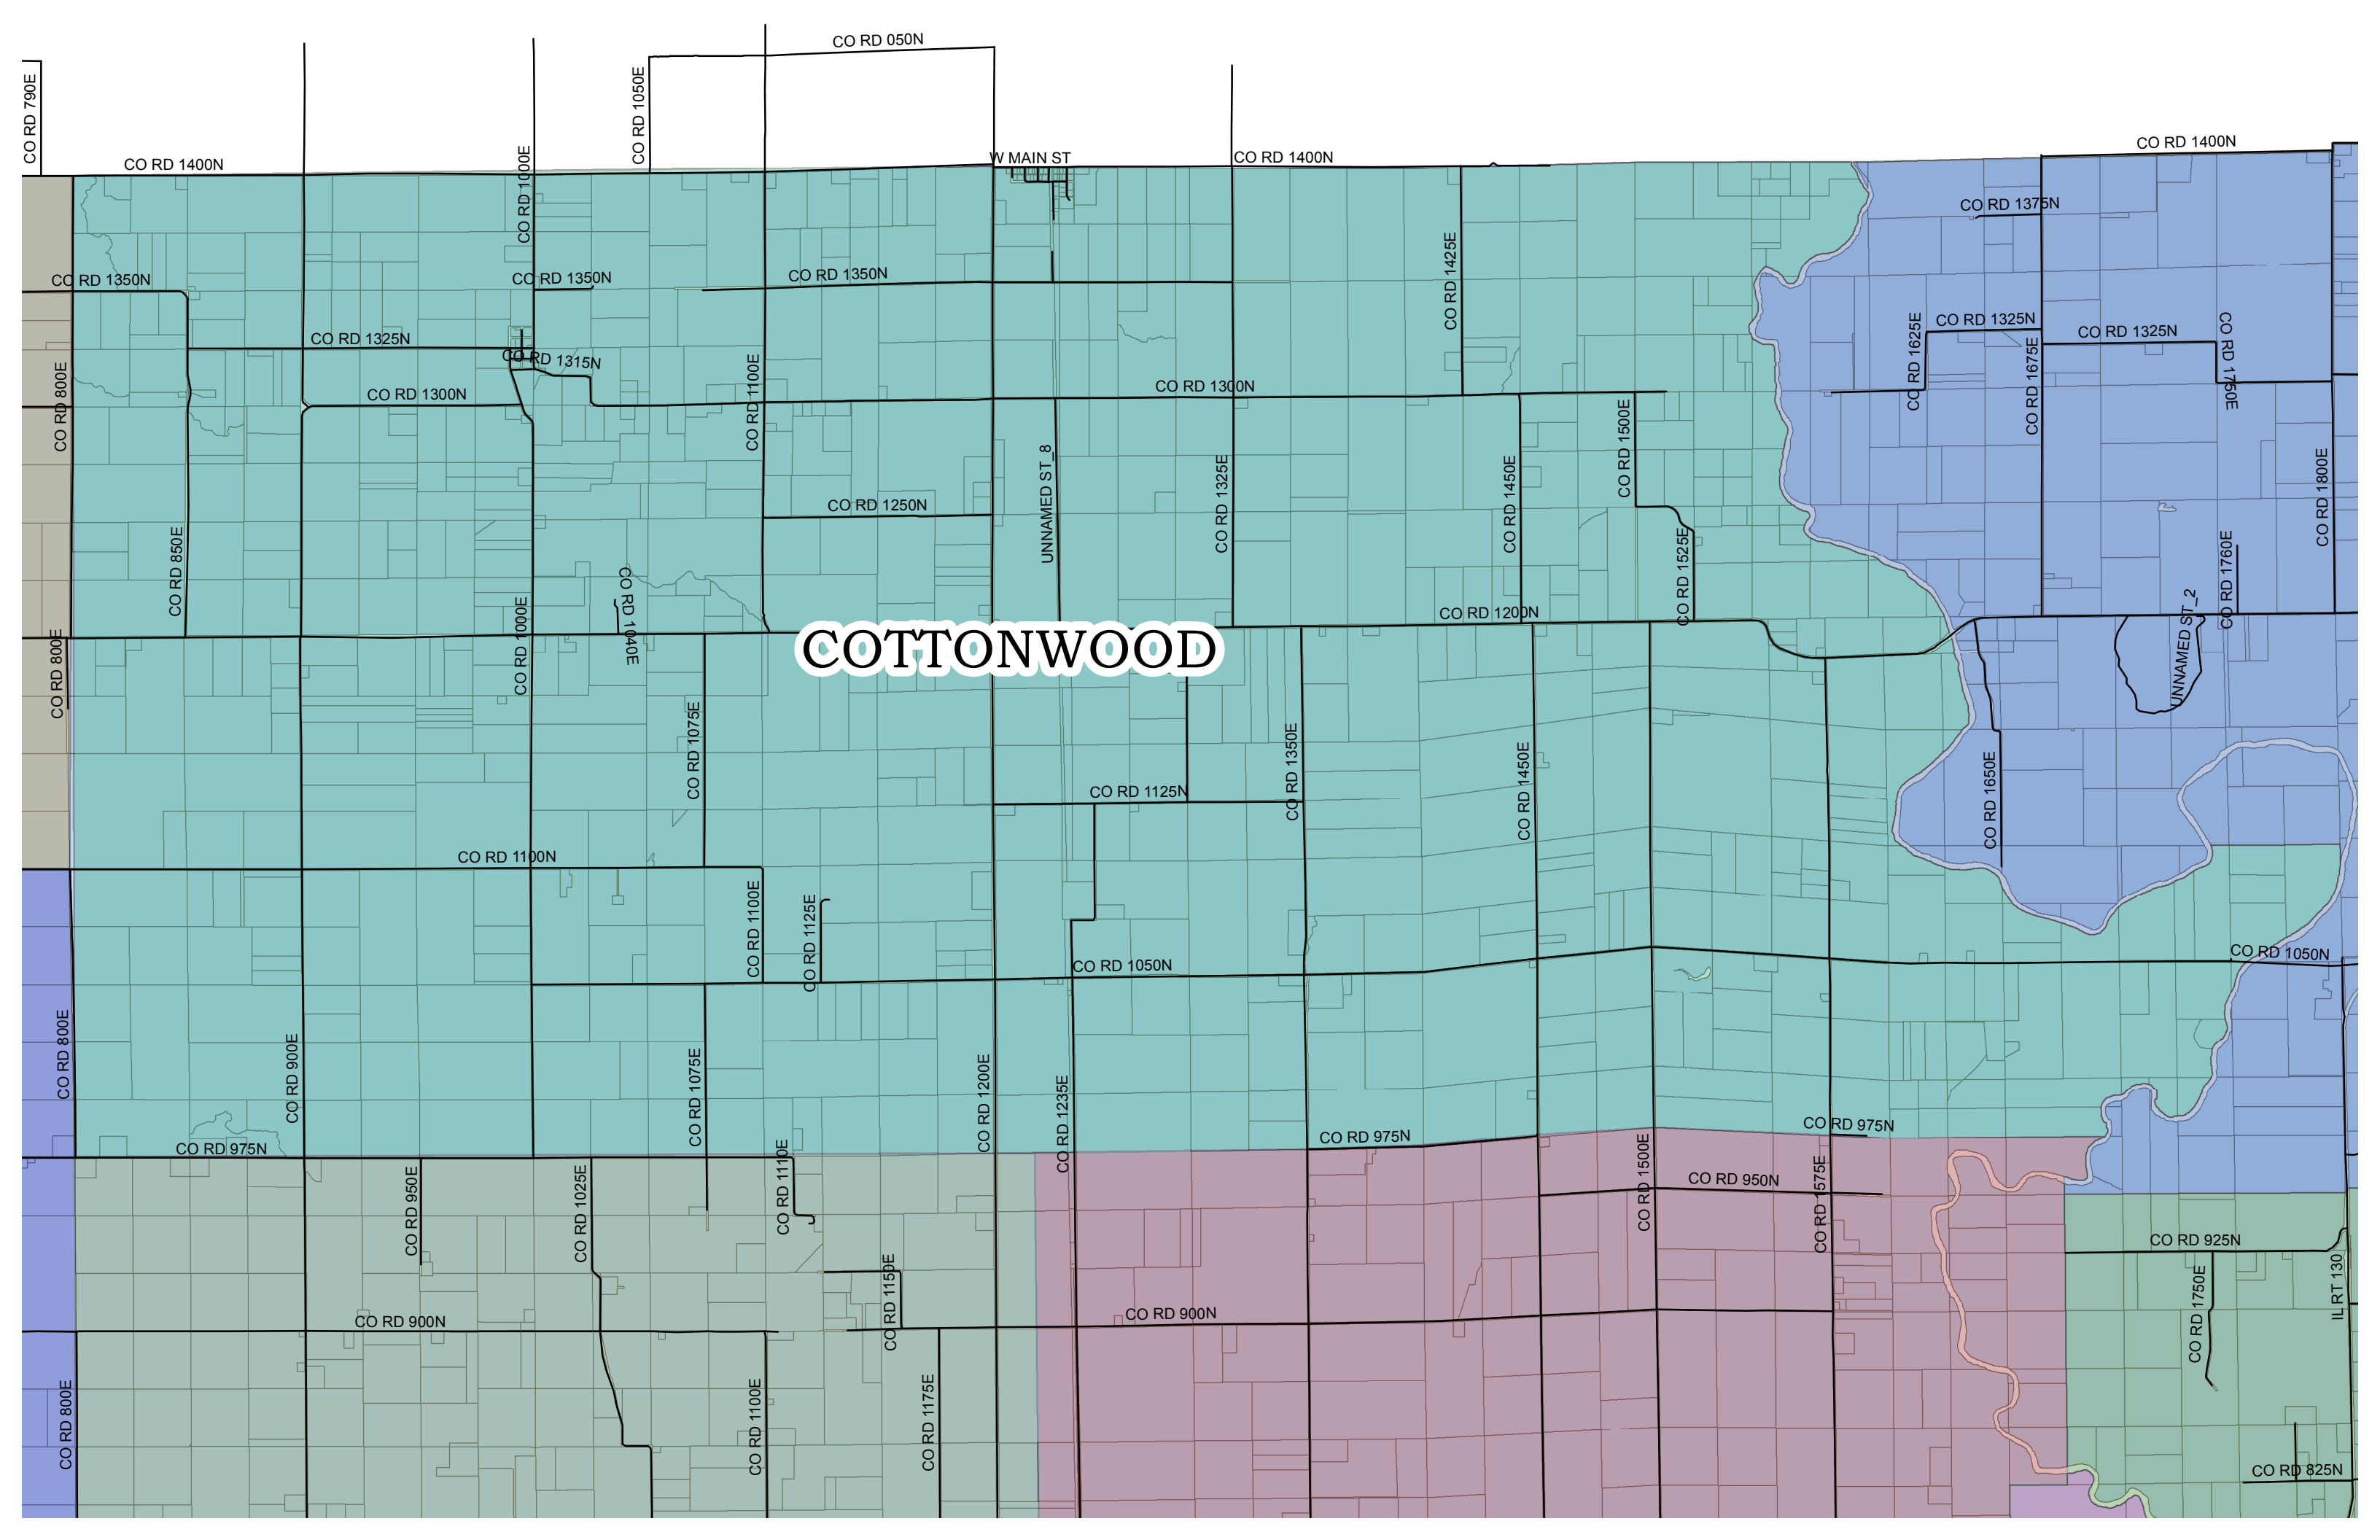 CO RD 050N
CO RD 790E
CO RD 1050E
CO RD 1400N
CO RD 1000E
W MAIN ST
CO RD 1400N
CO RD 1400N
CO RD 1375N
CO RD 1350N
CO RD 1350N
CO RD 1350N
CO RD 1425E
CO RD 1325N
CO RD 1315N
CO RD 1625E
CO RD 1325N
CO RD 1325N
CO RD 1750E
CO RD 800E
CO RD 1300N
CO RD 1100E
CO RD 1300N
CO RD 1675E
CO RD 1500E
CO RD 1250N
UNNAMED ST_8
CO RD 1325E
CO RD 1450E
CO RD 1800E
CO RD 850E
CO RD 1525E
CO RD 1760E
CO RD 1040E
CO RD 1000E
CO RD 1200N
COTTONWOOD
UNNAMED ST_2
CO RD 800E
CO RD 1075E
CO RD 1350E
CO RD 1450E
CO RD 1125N
CO RD 1650E
CO RD 1100N
CO RD 1100E
CO RD 1125E
CO RD 1050N
CO RD 1050N
CO RD 800E
CO RD 900E
CO RD 1075E
CO RD 1200E
CO RD 1235E
CO RD 975N
CO RD 975N
CO RD 975N
CO RD 950E
CO RD 1025E
CO RD 1110E
CO RD 1500E
CO RD 950N
CO RD 1575E
CO RD 925N
CO RD 1150E
CO RD 1750E
IL RT 130
CO RD 900N
CO RD 900N
CO RD 800E
CO RD 1100E
CO RD 1175E
CO RD 825N